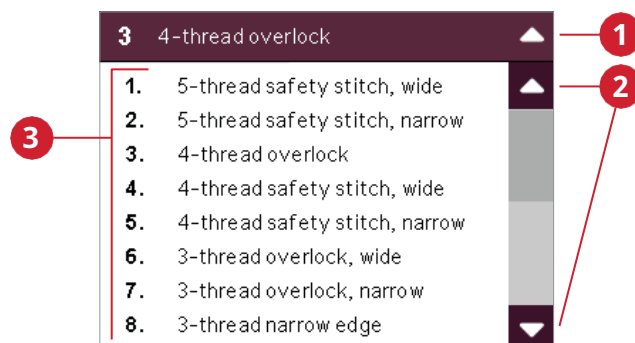 3 4-thread overlock
1
1. 5-thread safety stitch, wide
2
2. 5-thread safety stitch, narrow
3
3. 4-thread overlock
4. 4-thread safety stitch, wide
5. 4-thread safety stitch, narrow
6. 3-thread overlock, wide
7. 3-thread overlock, narrow
8. 3-thread narrow edge